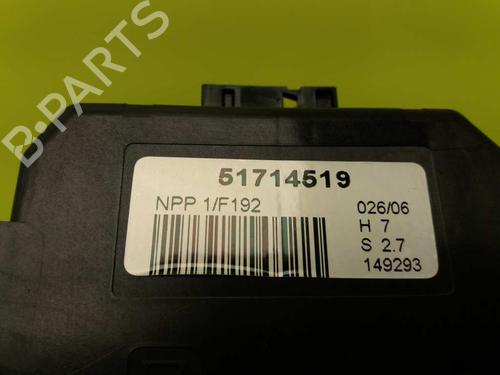 B-PARTS
51714519
NPP 1/F192
026/06
H 7
S 2.7
149293